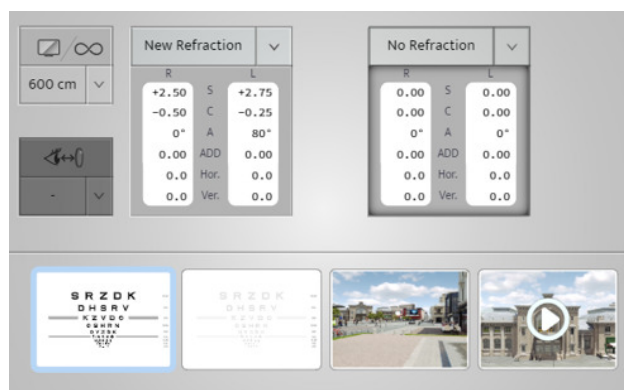 600 cm
-
New Refraction
R L
+2.50 S +2.75
-0.50 C -0.25
0° A 80°
0.00 ADD 0.00
0.0 Hor. 0.0
0.0 Ver. 0.0
No Refraction
R L
0.00 S 0.00
0.00 C 0.00
0° A 0°
0.00 ADD 0.00
0.0 Hor. 0.0
0.0 Ver. 0.0
S R Z D K
D H S R V
K Z V D C
S R Z D K
D H S R V